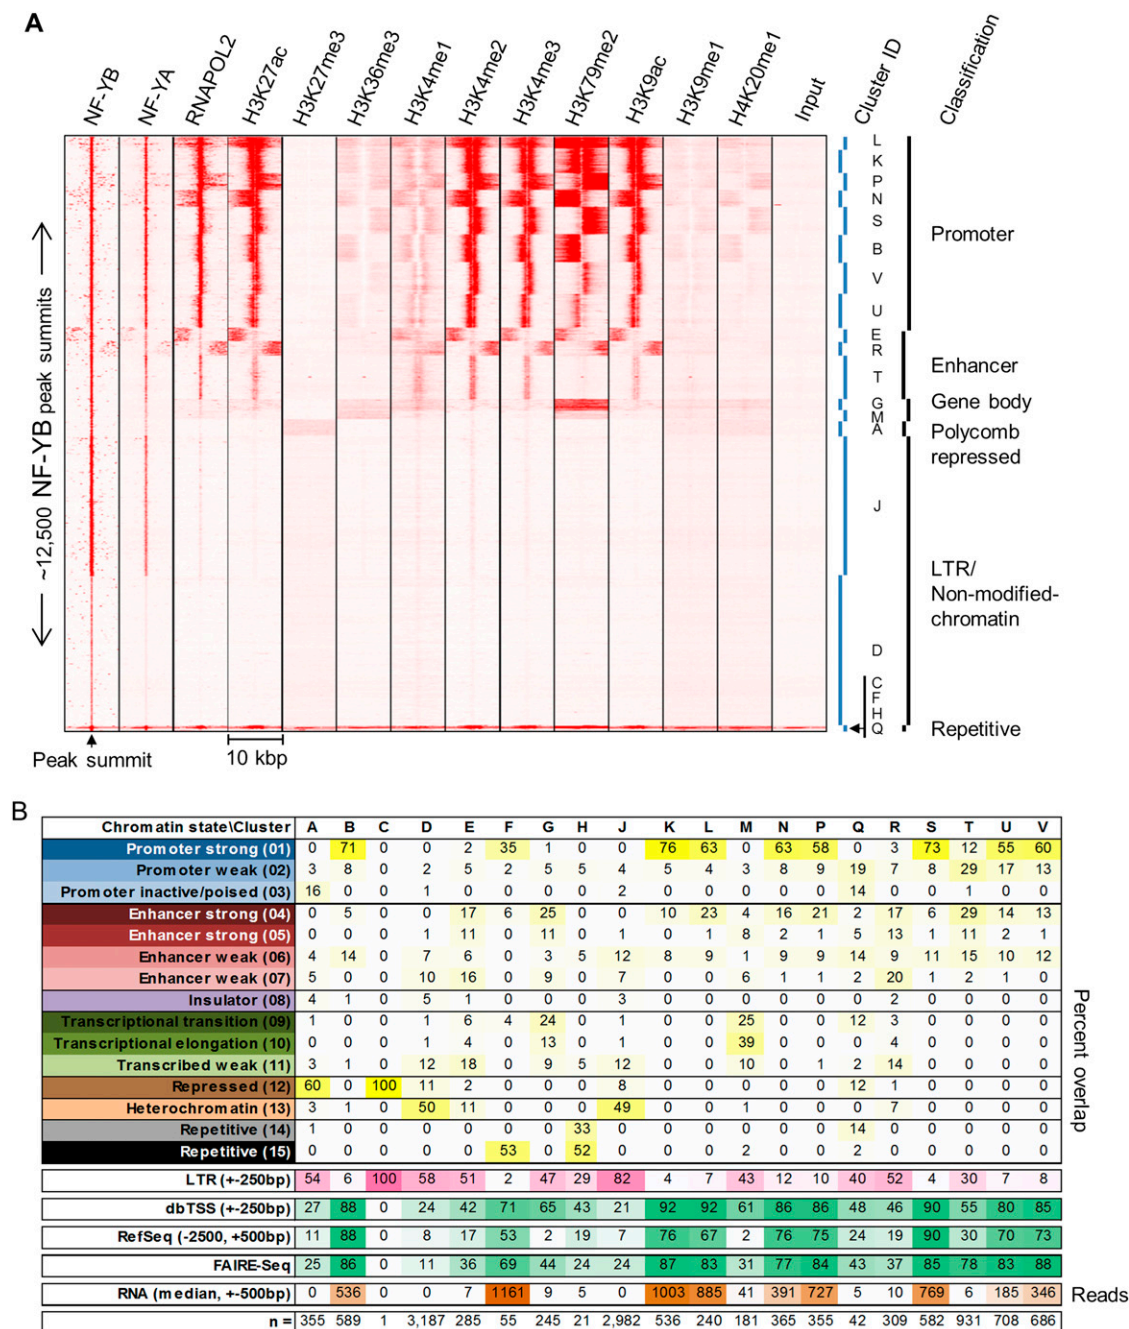 A
NF-YB NF-YA RNAPOL2 H3K27ac H3K27me3 H3K36me3 H3K4me1 H3K4me2 H3K4me3 H3K79me2 H3K9ac H3K9me1 H4K20me1 Input Cluster ID Classification
~12,500 NF-YB peak summits
L
K
P
N
S
B
V
U
E
R
T
G
M
A
J
D
C
F
H
Q
Promoter
Enhancer
Gene body
Polycomb
repressed
LTR/
Non-modified-
chromatin
Repetitive
Peak summit
10 kbp
B
Chromatin state\Cluster A B C D E F G H J K L M N P Q R S T U V
Promoter strong (01) 0 71 0 0 2 35 1 0 0 76 63 0 63 58 0 3 73 12 55 60
Promoter weak (02) 3 8 0 2 5 2 5 5 4 5 4 3 8 9 19 7 8 29 17 13
Promoter inactive/poised (03) 16 0 0 1 0 0 0 0 2 0 0 0 0 0 14 0 0 1 0 0
Enhancer strong (04) 0 5 0 0 17 6 25 0 0 10 23 4 16 21 2 17 6 29 14 13
Enhancer strong (05) 0 0 0 1 11 0 11 0 1 0 1 8 2 1 5 13 1 11 2 1
Enhancer weak (06) 4 14 0 7 6 0 3 5 12 8 9 1 9 9 14 9 11 15 10 12
Enhancer weak (07) 5 0 0 10 16 0 9 0 7 0 0 6 1 1 2 20 1 2 1 0
Insulator (08) 4 1 0 5 1 0 0 0 3 0 0 0 0 0 0 2 0 0 0 0
Transcriptional transition (09) 1 0 0 1 6 4 24 0 1 0 0 25 0 0 12 3 0 0 0 0
Transcriptional elongation (10) 0 0 0 1 4 0 13 0 1 0 0 39 0 0 0 4 0 0 0 0
Transcribed weak (11) 3 1 0 12 18 0 9 5 12 0 0 10 0 1 2 14 0 0 0 0
Repressed (12) 60 0 100 11 2 0 0 0 8 0 0 0 0 0 12 1 0 0 0 0
Heterochromatin (13) 3 1 0 50 11 0 0 0 49 0 0 1 0 0 0 7 0 0 0 0
Repetitive (14) 1 0 0 0 0 0 0 33 0 0 0 0 0 0 14 0 0 0 0 0
Repetitive (15) 0 0 0 0 0 53 0 52 0 0 0 2 0 0 2 0 0 0 0 0
Percent overlap
LTR (+-250bp) 54 6 100 58 51 2 47 29 82 4 7 43 12 10 40 52 4 30 7 8
dbTSS (+-250bp) 27 88 0 24 42 71 65 43 21 92 92 61 86 86 48 46 90 55 80 85
RefSeq (-2500, +500bp) 11 88 0 8 17 53 2 19 7 76 67 2 76 75 24 19 90 30 70 73
FAIRE-Seq 25 86 0 11 36 69 44 24 24 87 83 31 77 84 43 37 85 78 83 88
RNA (median, +-500bp) 0 536 0 0 7 1161 9 5 0 1003 885 41 391 727 5 10 769 6 185 346 Reads
n = 355 589 1 3,187 285 55 245 21 2,982 536 240 181 365 355 42 309 582 931 708 686